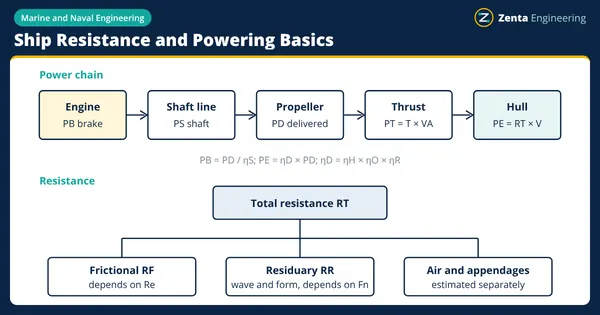 Marine and Naval Engineering
Zenta Engineering
Ship Resistance and Powering Basics
Power chain
Engine
PB brake
Shaft line
PS shaft
Propeller
PD delivered
Thrust
PT = T × VA
Hull
PE = RT × V
PB = PD / ηS; PE = ηD × PD; ηD = ηH × ηO × ηR
Resistance
Total resistance RT
Frictional RF
depends on Re
Residuary RR
wave and form, depends on Fn
Air and appendages
estimated separately